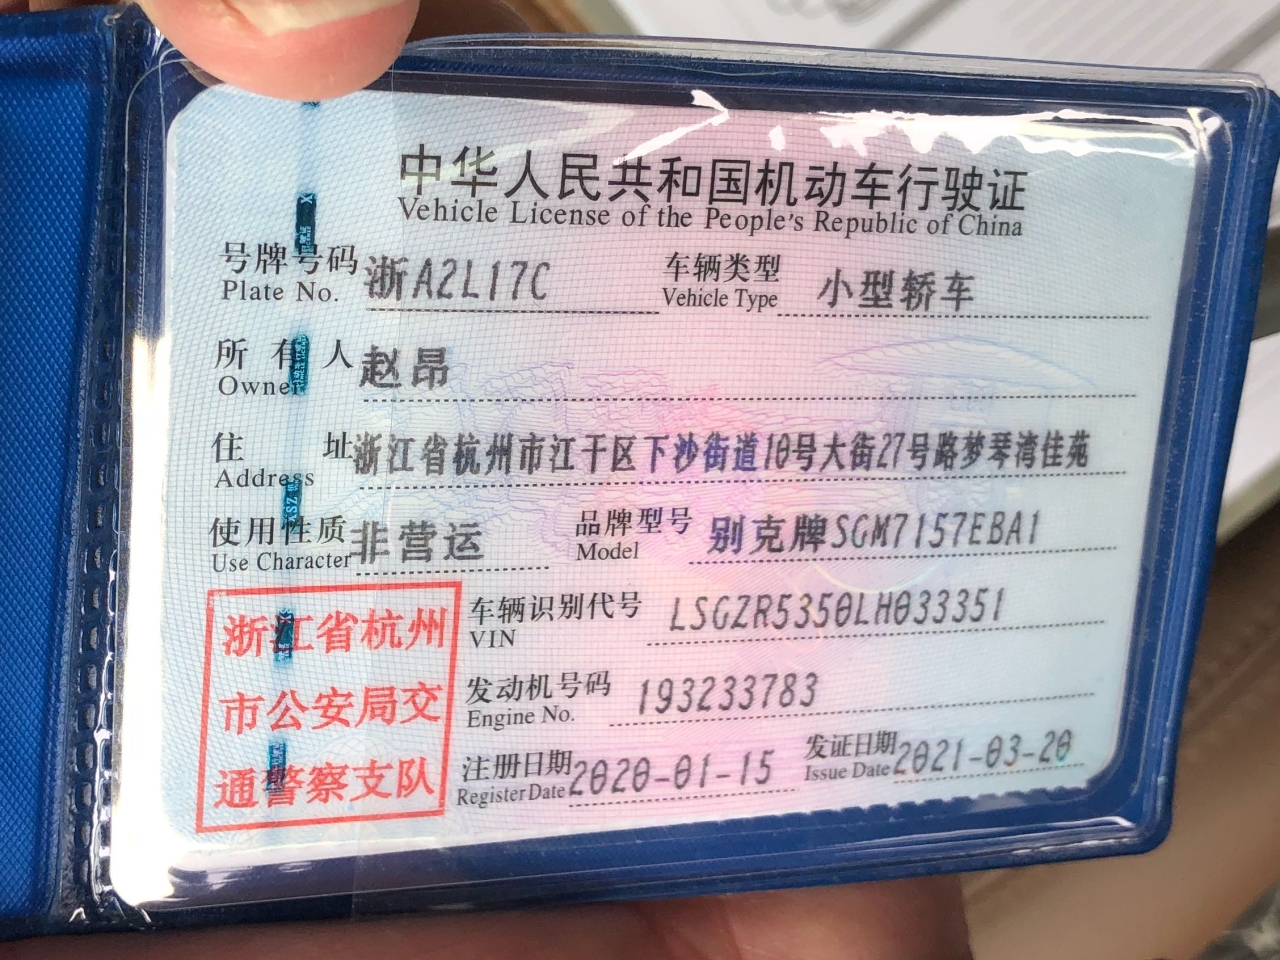 中华人民共和国机动车行驶证
Vehicle License of the People's Republic of China
号牌号码 浙A2L17C 车辆类型 小型轿车
Plate No. Vehicle Type
所有人 赵昂
Owner
住址 浙江省杭州市江干区下沙街道10号大街27号路梦琴湾佳苑
Address
使用性质 非营运 品牌型号 别克牌SGM7157EBA1
Use Character Model
浙江省杭州
市公安局交
通警察支队
车辆识别代号 LSGZR5350LH033351
VIN
发动机号码 193233783
Engine No.
注册日期 2020-01-15 发证日期 2021-03-20
Register Date Issue Date